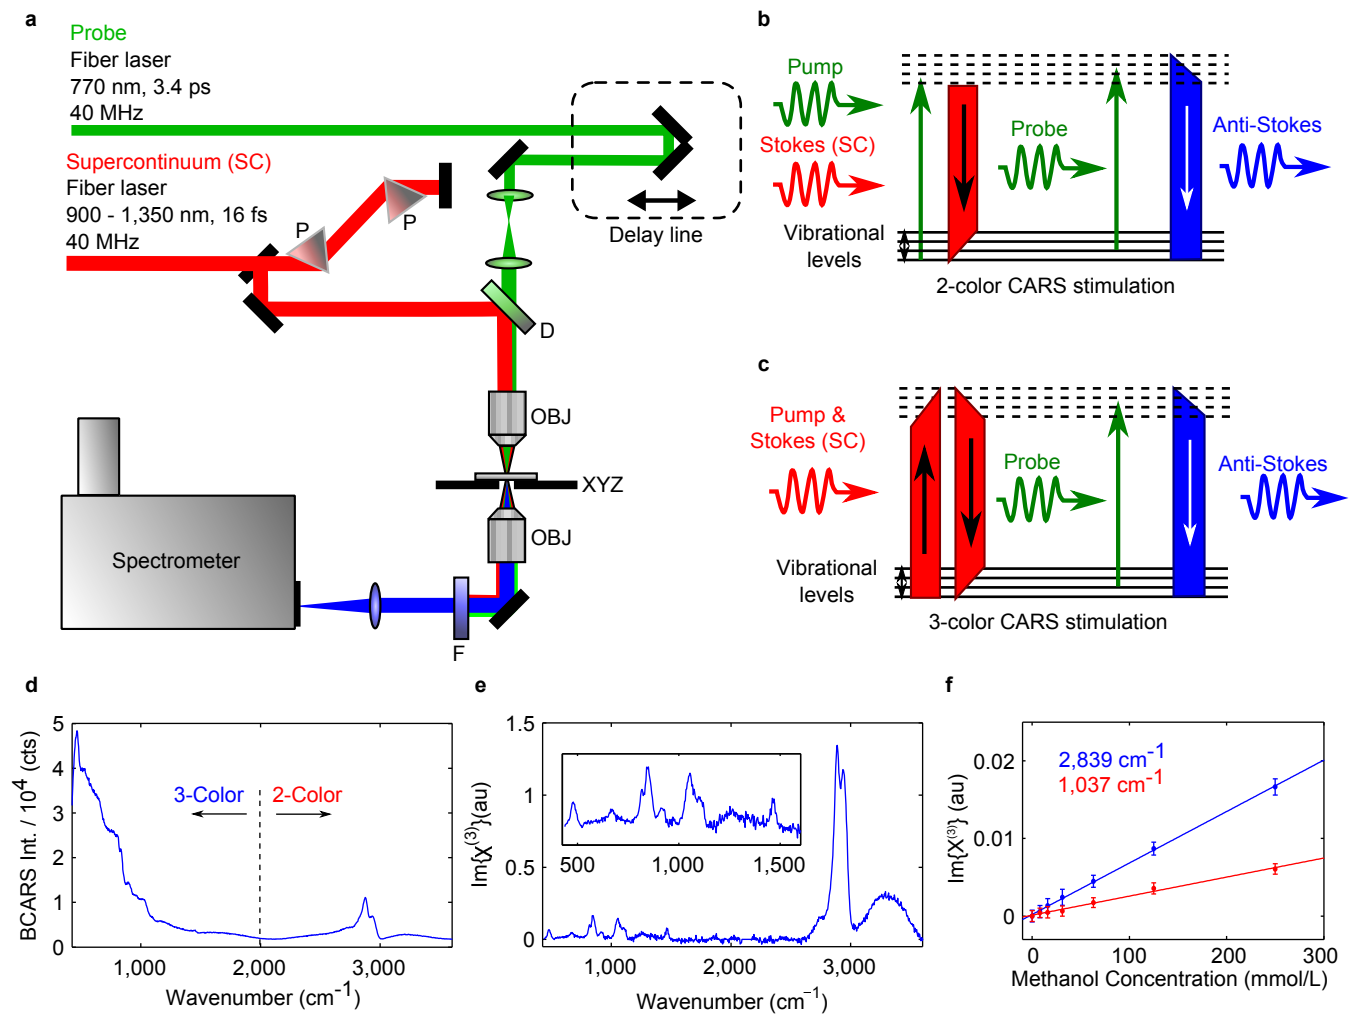 a
Probe
Fiber laser
770 nm, 3.4 ps
40 MHz
Supercontinuum (SC)
Fiber laser
900 - 1,350 nm, 16 fs
40 MHz
P
P
Delay line
D
OBJ
XYZ
OBJ
Spectrometer
F
b
Pump
Stokes (SC)
Probe
Anti-Stokes
Vibrational
levels
2-color CARS stimulation
c
Pump &
Stokes (SC)
Probe
Anti-Stokes
Vibrational
levels
3-color CARS stimulation
d
BCARS Int. / 10⁴ (cts)
5
4
3
2
1
0
3-Color
2-Color
1,000
2,000
3,000
Wavenumber (cm⁻¹)
e
Im{χ⁽³⁾}(au)
1.5
1
0.5
0
500
1,000
1,500
1,000
2,000
3,000
Wavenumber (cm⁻¹)
f
Im{χ⁽³⁾} (au)
0.02
0.01
0
2,839 cm⁻¹
1,037 cm⁻¹
0
100
200
300
Methanol Concentration (mmol/L)